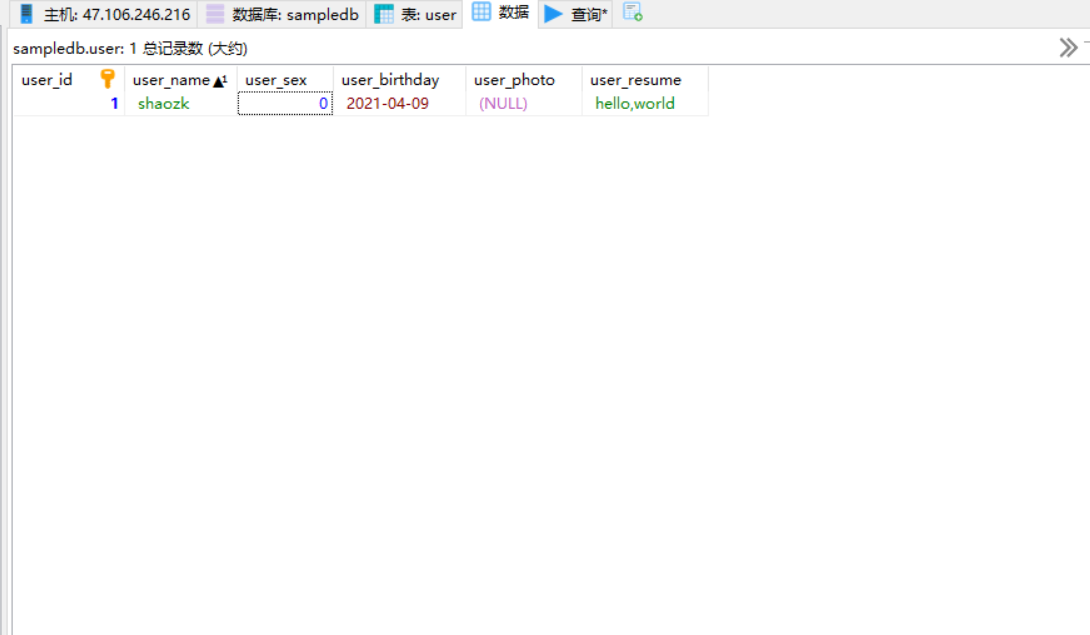 主机: 47.106.246.216 数据库: sampledb 表: user 数据 查询*
sampledb.user: 1 总记录数 (大约)
user_id user_name 1 user_sex user_birthday user_photo user_resume
1 shaozk 0 2021-04-09 (NULL) hello,world